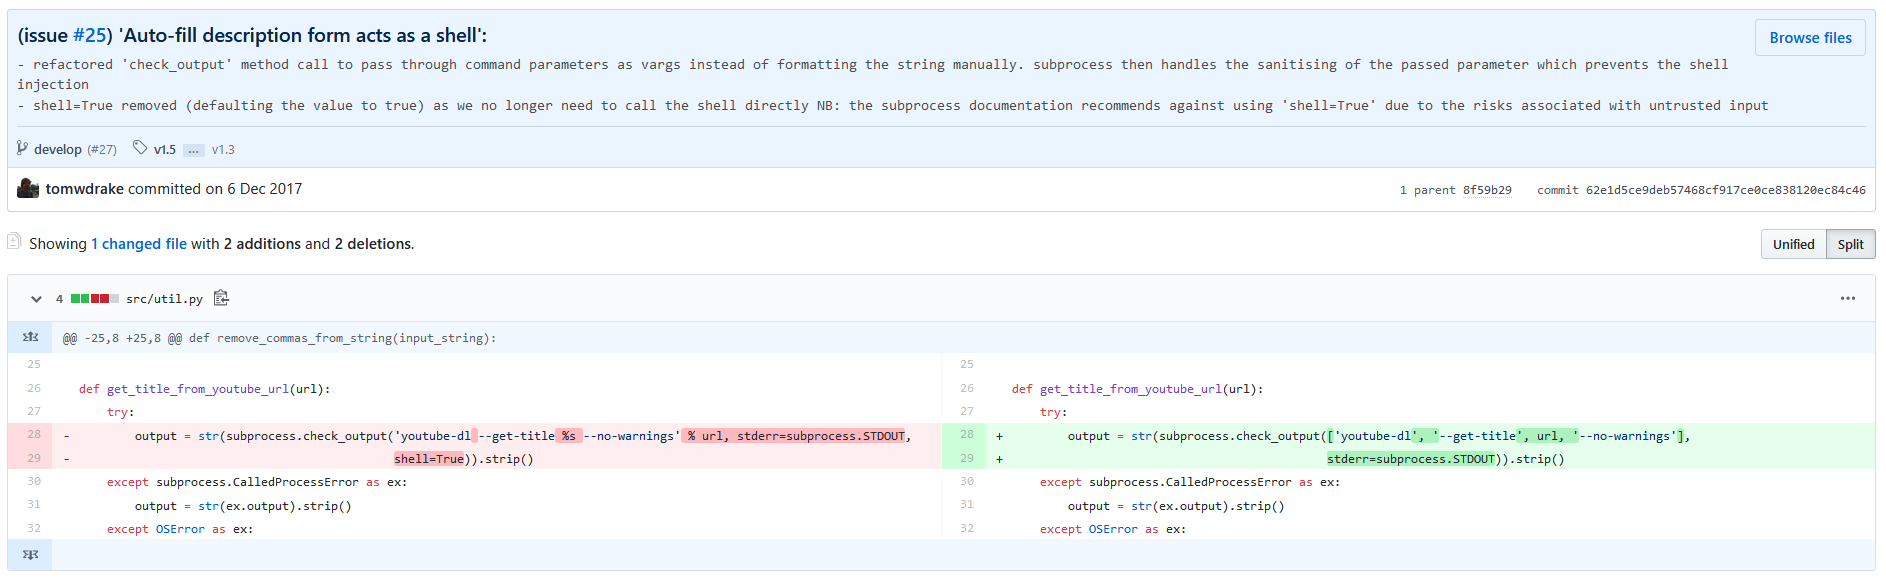 (issue #25) 'Auto-fill description form acts as a shell':
Browse files
- refactored 'check_output' method call to pass through command parameters as vargs instead of formatting the string manually. subprocess then handles the sanitising of the passed parameter which prevents the shell
injection
- shell=True removed (defaulting the value to true) as we no longer need to call the shell directly NB: the subprocess documentation recommends against using 'shell=True' due to the risks associated with untrusted input
develop (#27) v1.5 ... v1.3
tomwdrake committed on 6 Dec 2017
1 parent 8f59b29 commit 62e1d5ce9deb57468cf917ce0ce838120ec84c46
Showing 1 changed file with 2 additions and 2 deletions.
Unified Split
4 src/util.py
@@ -25,8 +25,8 @@ def remove_commas_from_string(input_string):
25
26 def get_title_from_youtube_url(url):
27 try:
28 - output = str(subprocess.check_output('youtube-dl --get-title %s --no-warnings' % url, stderr=subprocess.STDOUT,
29 - shell=True)).strip()
30 except subprocess.CalledProcessError as ex:
31 output = str(ex.output).strip()
32 except OSError as ex:
25
26 def get_title_from_youtube_url(url):
27 try:
28 + output = str(subprocess.check_output(['youtube-dl', '--get-title', url, '--no-warnings'],
29 + stderr=subprocess.STDOUT)).strip()
30 except subprocess.CalledProcessError as ex:
31 output = str(ex.output).strip()
32 except OSError as ex: